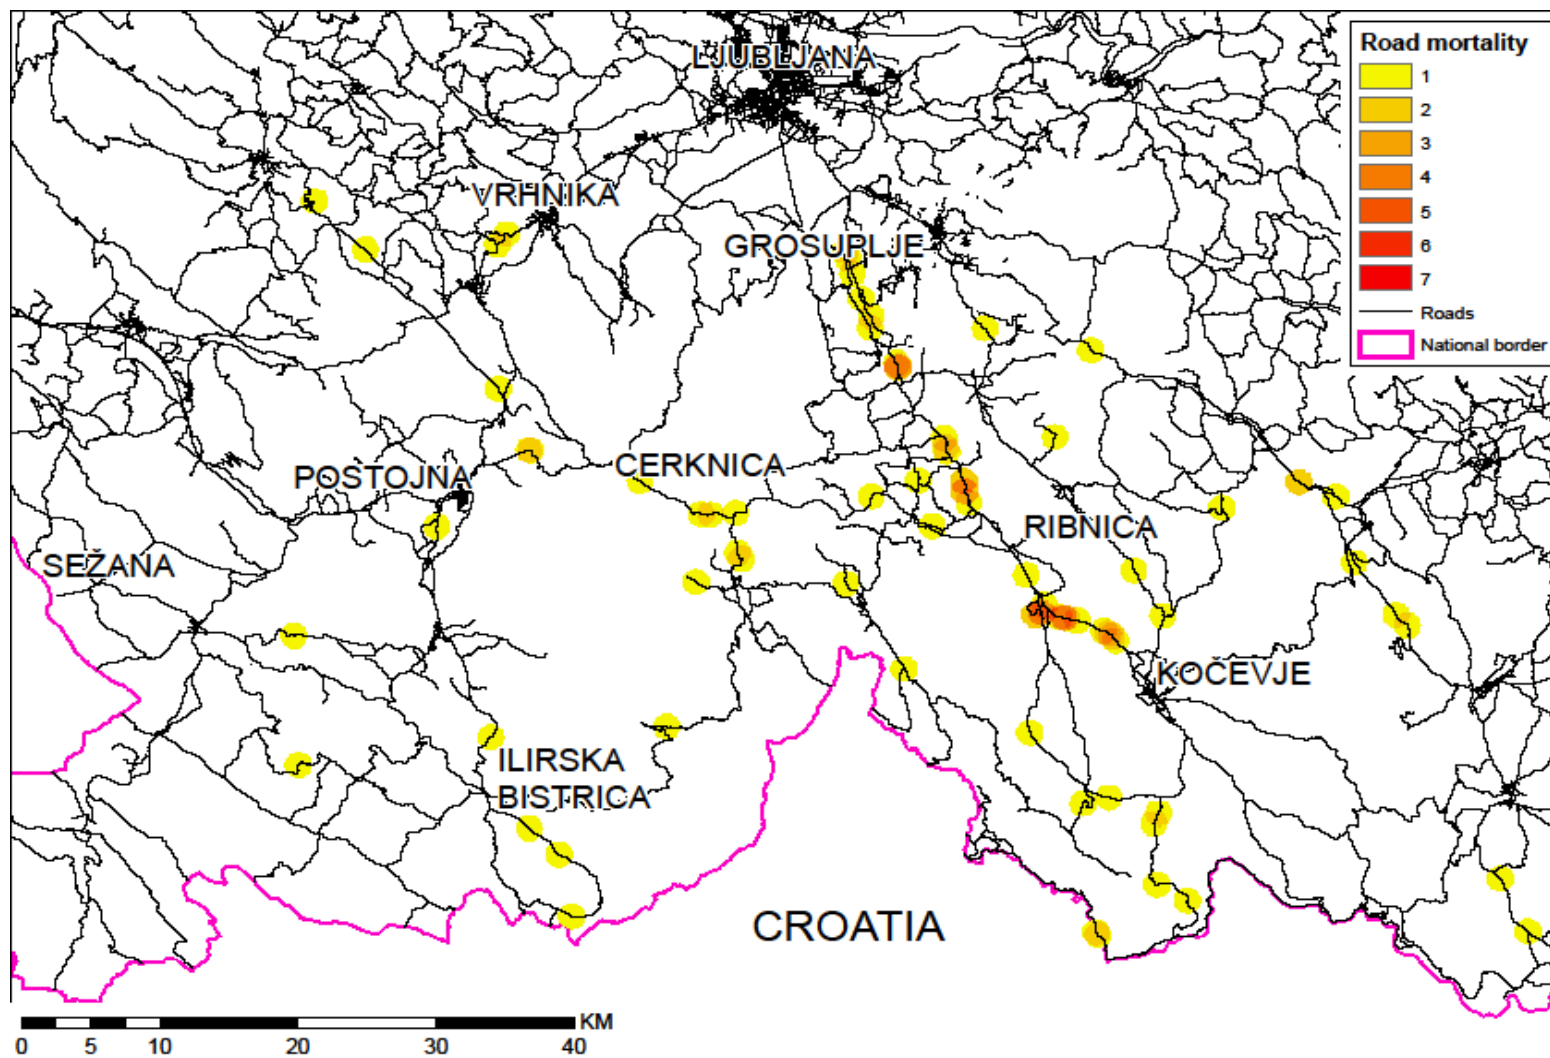 LJUBLJANA
Road mortality
1
2
3
4
5
6
7
Roads
National border
VRHNIKA
GROSUPLJE
CERKNICA
POSTOJNA
RIBNICA
SEŽANA
KOČEVJE
ILIRSKA
BISTRICA
CROATIA
KM
0 5 10 20 30 40